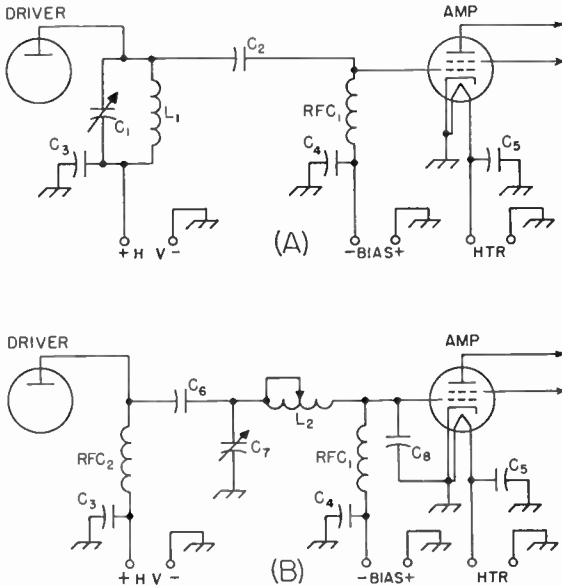 DRIVER
AMP
C2
C1
L1
RFC1
C3
C4
C5
+ H V -
(A)
-BIAS+
HTR
DRIVER
AMP
C6
L2
C7
RFC2
RFC1
C8
C3
C4
C5
+ H V -
(B)
-BIAS+
HTR